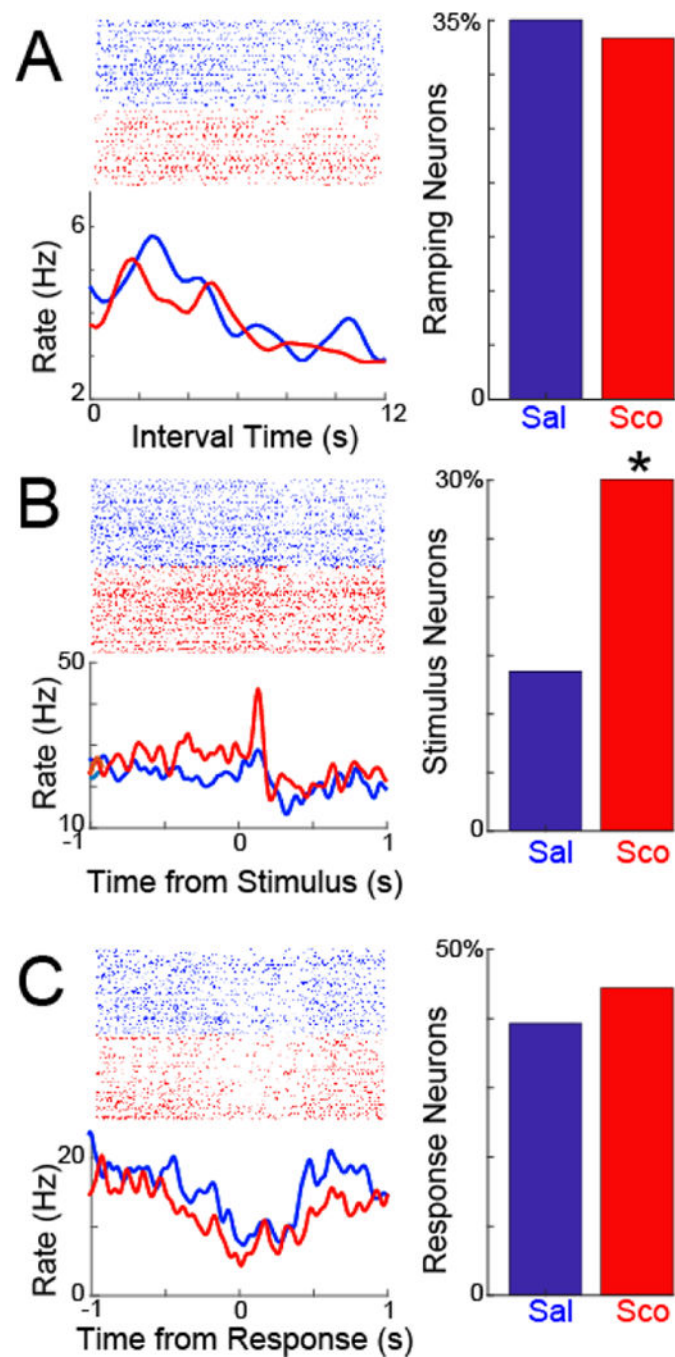 A
6
Rate (Hz)
2
0
12
Interval Time (s)
35%
Ramping Neurons
0
Sal
Sco
B
50
Rate (Hz)
10
-1
0
1
Time from Stimulus (s)
30%
*
Stimulus Neurons
0
Sal
Sco
C
20
Rate (Hz)
0
-1
0
1
Time from Response (s)
50%
Response Neurons
0
Sal
Sco